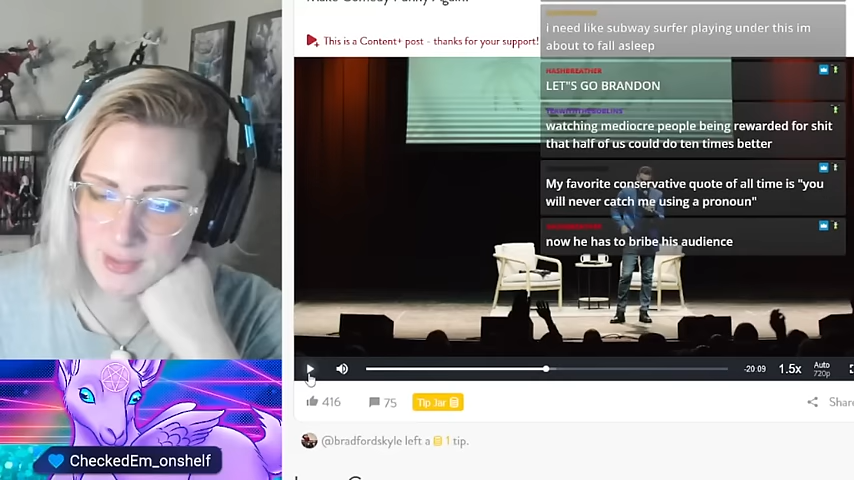 i need like subway surfer playing under this im
about to fall asleep
This is a Content+ post - thanks for your support!
HASHBREATHER
LET"S GO BRANDON
watching mediocre people being rewarded for shit
that half of us could do ten times better
My favorite conservative quote of all time is "you
will never catch me using a pronoun"
now he has to bribe his audience
-20:09
1.5x
Auto
720p
416
75
Tip Jar
Share
@bradfordskyle left a 1 tip.
CheckedEm_onshelf